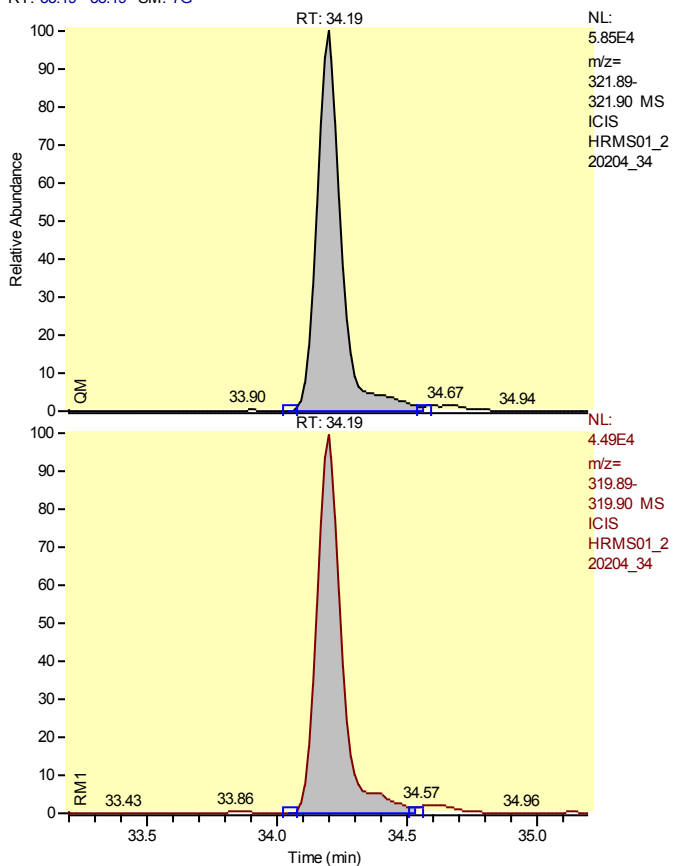 RT: 34.19
NL:
5.85E4
m/z=
321.89-
321.90 MS
ICIS
HRMS01_2
20204_34
100
90
80
70
60
50
40
30
20
10
0
Relative Abundance
QM
33.90
34.67
34.94
RT: 34.19
NL:
4.49E4
m/z=
319.89-
319.90 MS
ICIS
HRMS01_2
20204_34
100
90
80
70
60
50
40
30
20
10
0
RM1
33.43
33.86
34.57
34.96
33.5
34.0
34.5
35.0
Time (min)